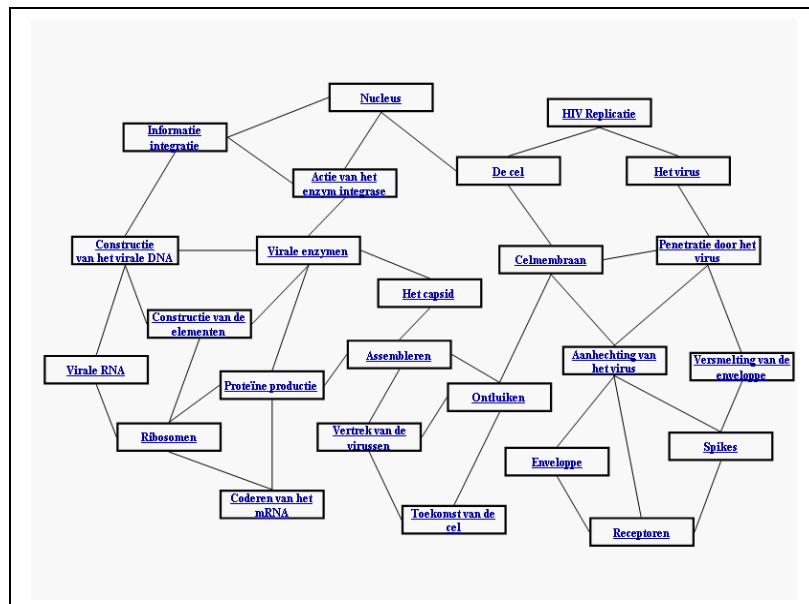 Nucleus
HIV Replicatie
Informatie
integratie
Actie van het
enzym integrase
De cel
Het virus
Constructie
van het virale DNA
Virale enzymen
Celmembraan
Penetratie door het
virus
Het capsid
Constructie van de
elementen
Virale RNA
Assembleren
Aanhechting van
het virus
Versmelting van de
enveloppe
Proteïne productie
Ontluiken
Ribosomen
Vertrek van de
virussen
Enveloppe
Spikes
Coderen van het
mRNA
Toekomst van de
cel
Receptoren